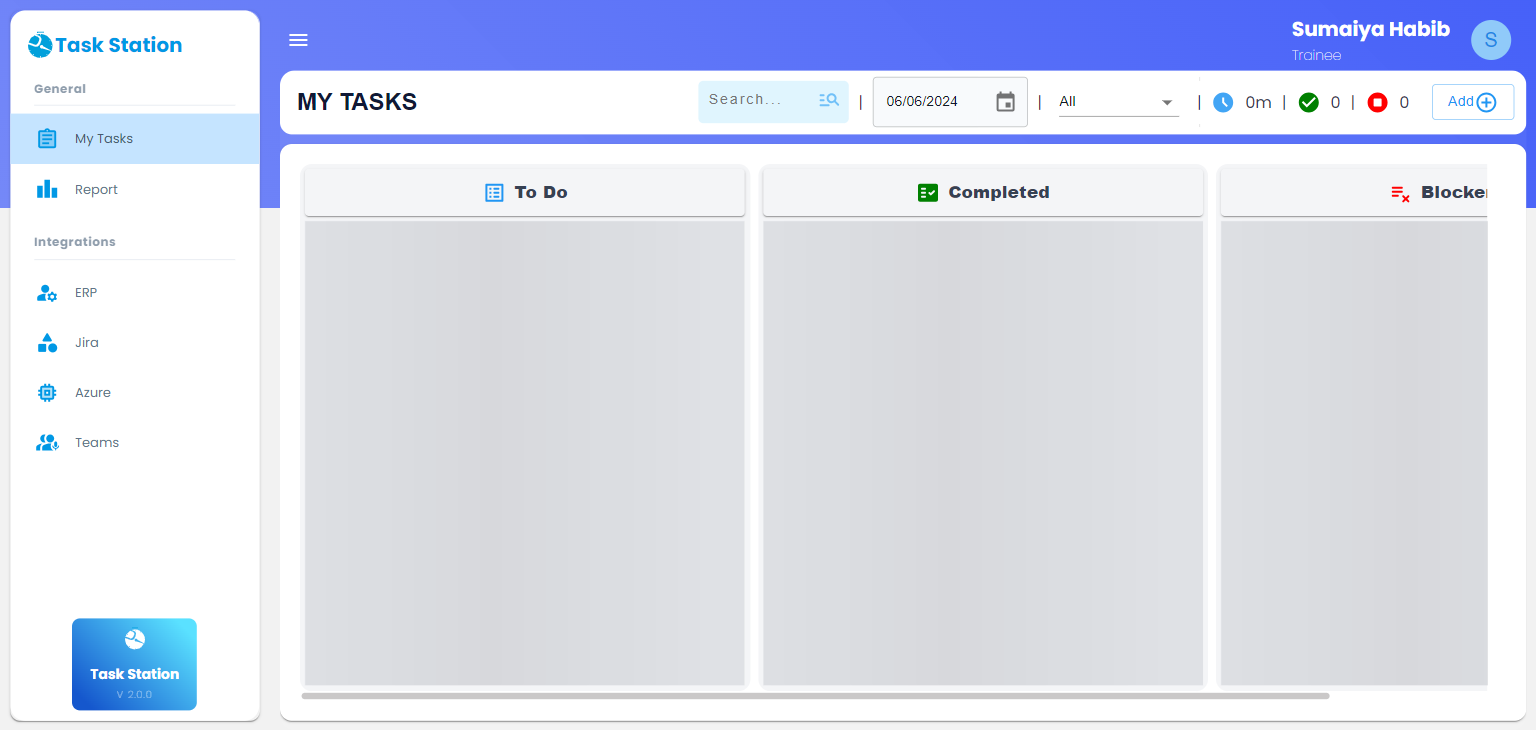 Task Station
General
My Tasks
Report
Integrations
ERP
Jira
Azure
Teams
Task Station
V 2.0.0
Sumaiya Habib
Trainee
S
MY TASKS
Search...
|
06/06/2024
|
All
| 0m | 0 | 0
Add
To Do
Completed
Blocker